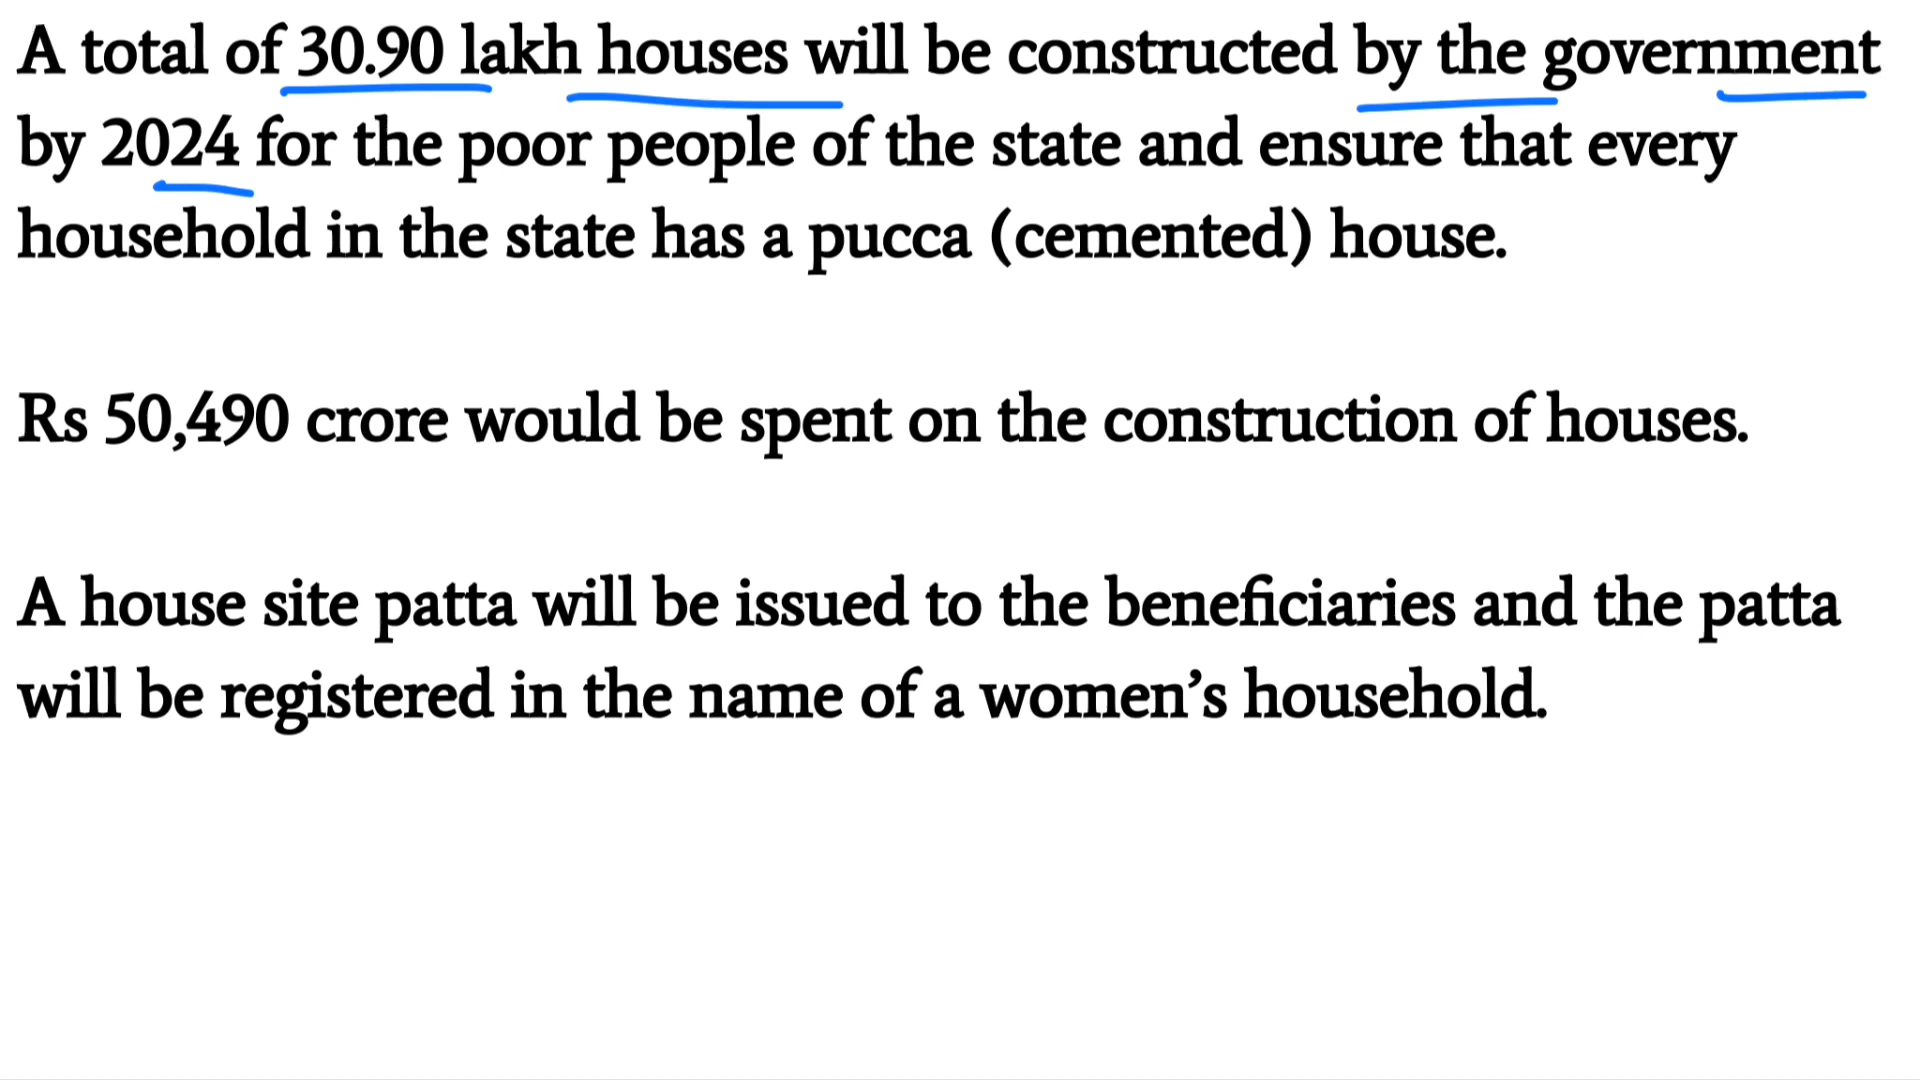 A total of 30.90 lakh houses will be constructed by the government
by 2024 for the poor people of the state and ensure that every
household in the state has a pucca (cemented) house.
Rs 50,490 crore would be spent on the construction of houses.
A house site patta will be issued to the beneficiaries and the patta
will be registered in the name of a women’s household.